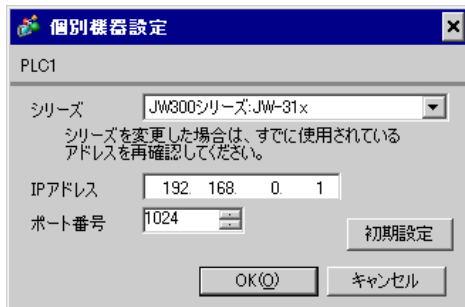 個別機器設定
PLC1
シリーズ JW300シリーズ:JW-31x
シリーズを変更した場合は、すでに使用されている
アドレスを再確認してください。
IPアドレス 192. 168. 0. 1
ポート番号 1024
初期設定
OK(O) キャンセル